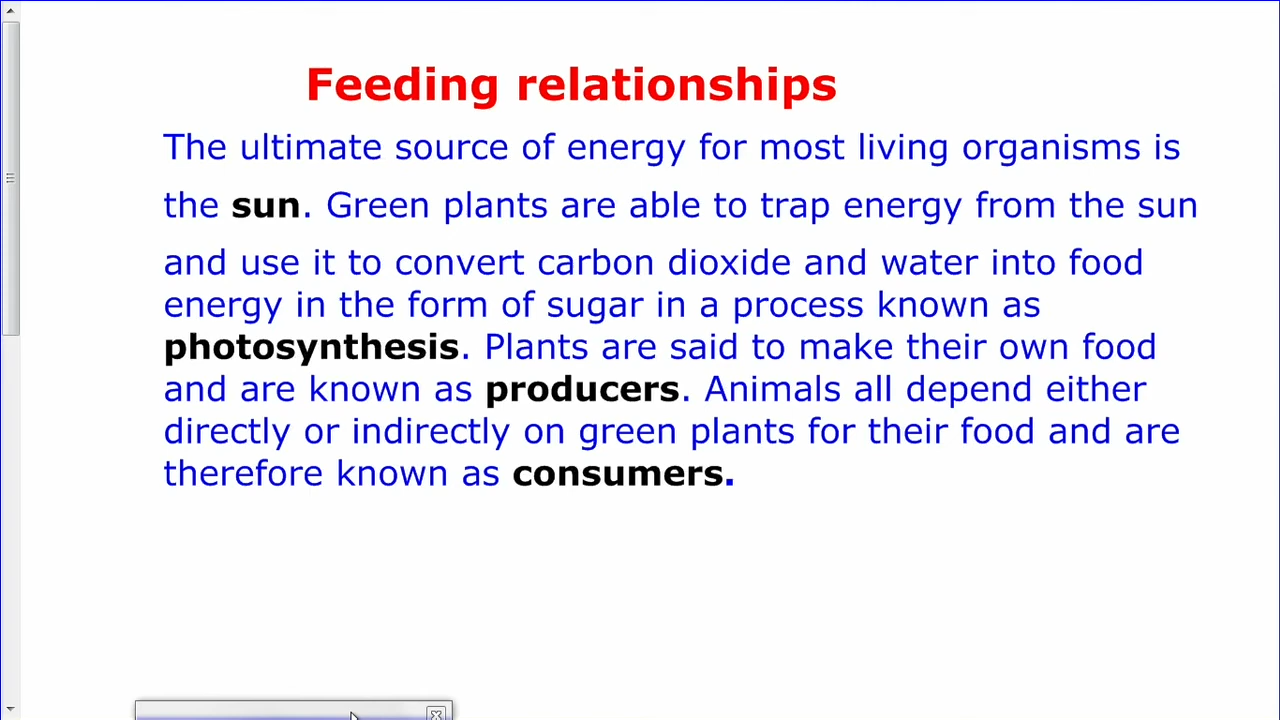 Feeding relationships
The ultimate source of energy for most living organisms is
the sun. Green plants are able to trap energy from the sun
and use it to convert carbon dioxide and water into food
energy in the form of sugar in a process known as
photosynthesis. Plants are said to make their own food
and are known as producers. Animals all depend either
directly or indirectly on green plants for their food and are
therefore known as consumers.